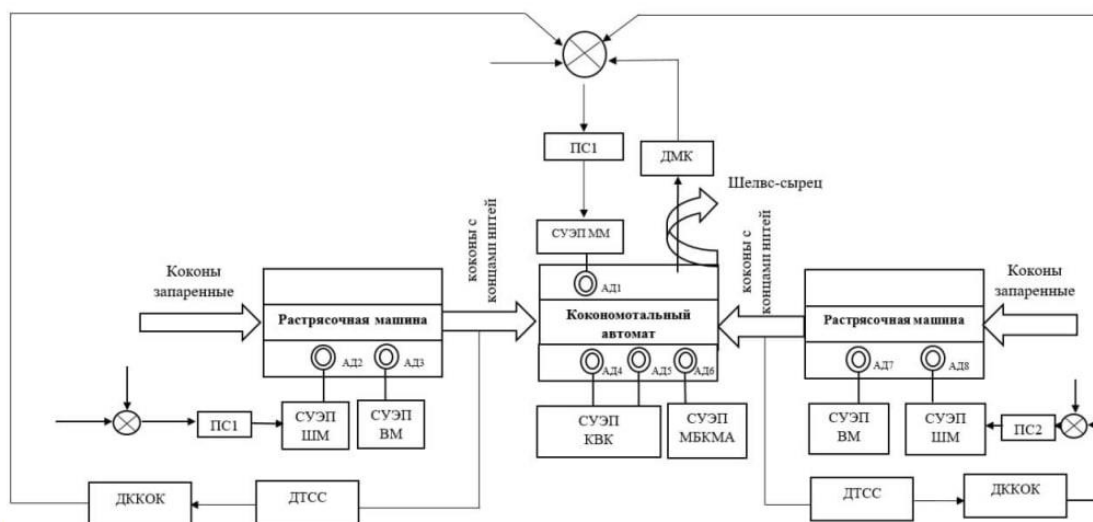 ПС1
ДМК
Шелвс-сырец
СУЭП ММ
коконы с
концами нптей
коконы с
концами нптей
Коконы
запаренные
АД1
Коконы
запаренные
Растрясочная машина
Кокономотальный
автомат
Растрясочная машина
АД2
АД3
АД4
АД5
АД6
АД7
АД8
ПС1
СУЭП
ШМ
СУЭП
ВМ
СУЭП
КВК
СУЭП
МБКМА
СУЭП
ВМ
СУЭП
ШМ
ПС2
ДККОК
ДТСС
ДТСС
ДККОК